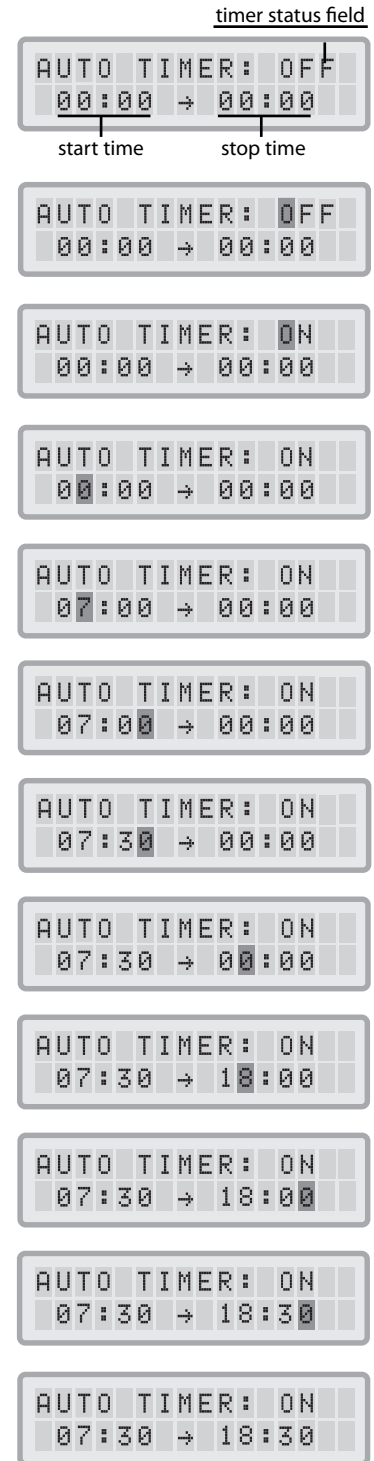 timer status field
AUTO TIMER: OFF
00:00 → 00:00
start time stop time
AUTO TIMER: OFF
00:00 → 00:00
AUTO TIMER: ON
00:00 → 00:00
AUTO TIMER: ON
00:00 → 00:00
AUTO TIMER: ON
07:00 → 00:00
AUTO TIMER: ON
07:00 → 00:00
AUTO TIMER: ON
07:30 → 00:00
AUTO TIMER: ON
07:30 → 00:00
AUTO TIMER: ON
07:30 → 18:00
AUTO TIMER: ON
07:30 → 18:00
AUTO TIMER: ON
07:30 → 18:30
AUTO TIMER: ON
07:30 → 18:30